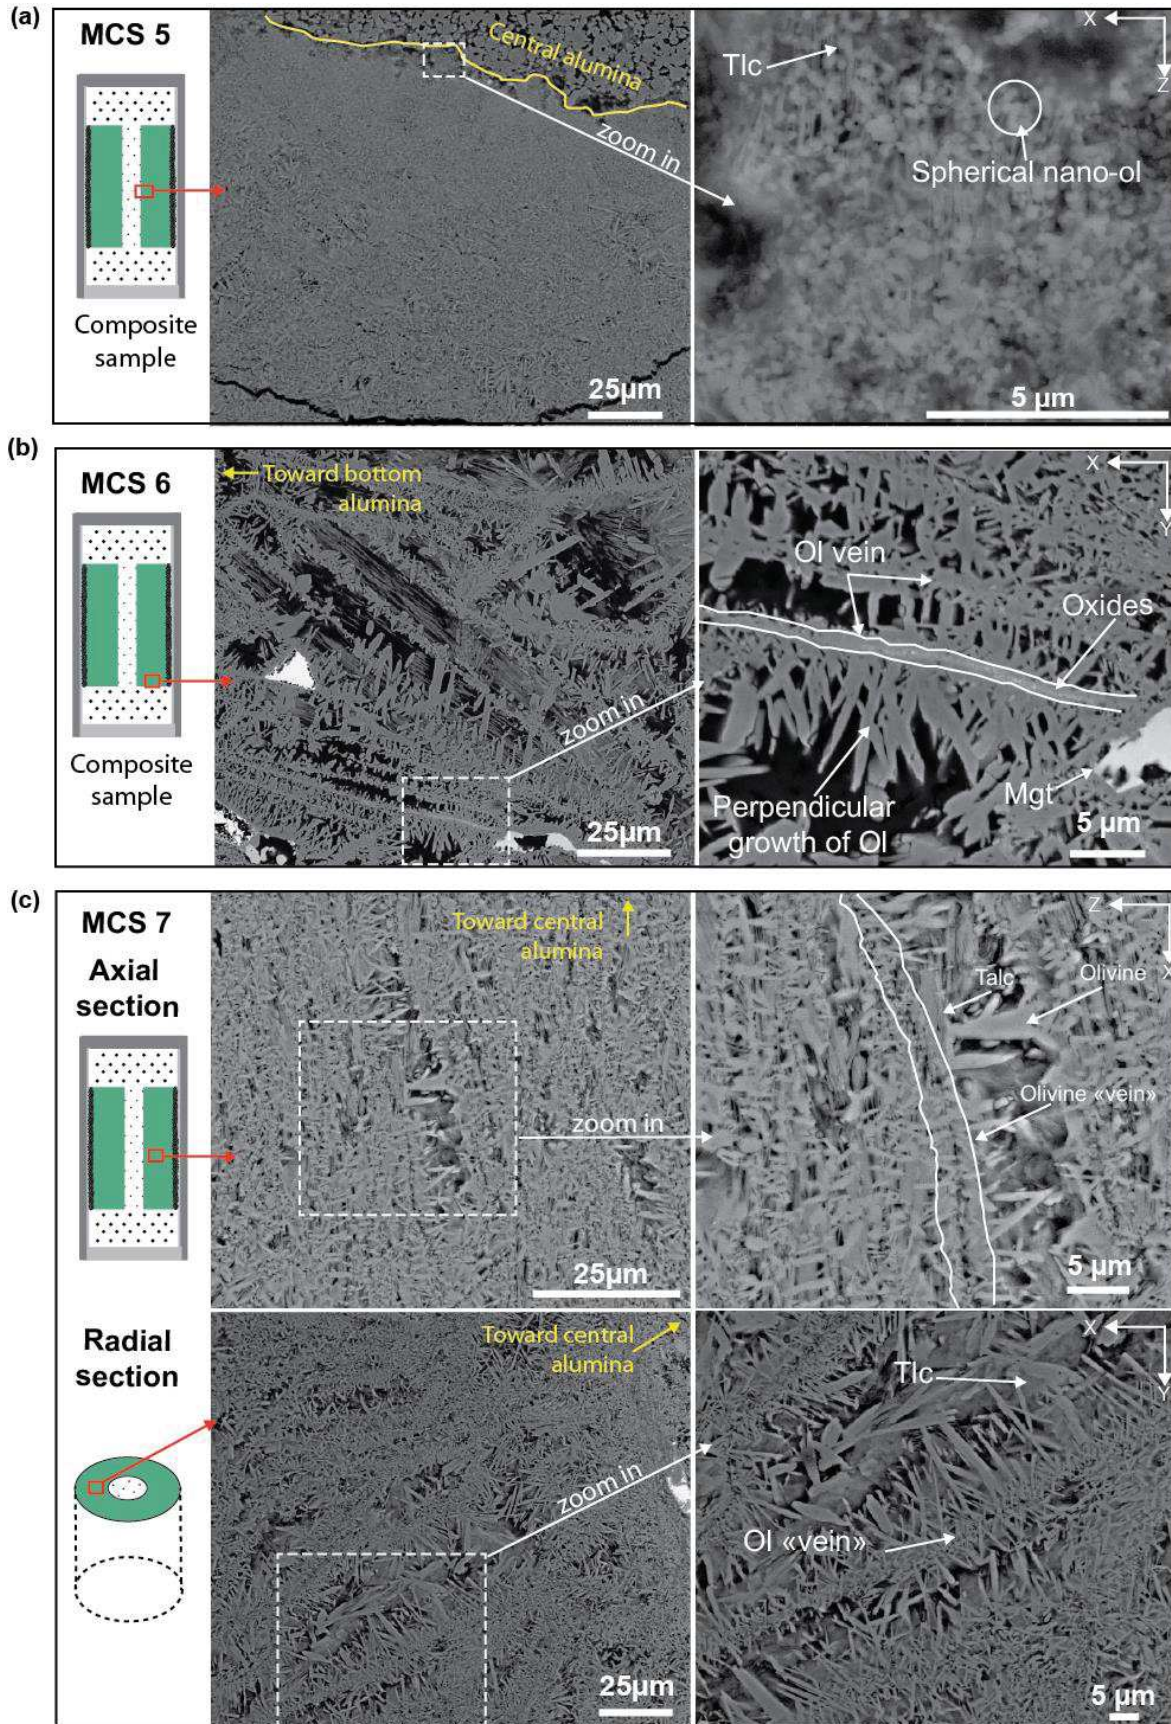 (a)
MCS 5
Composite
sample
Central alumina
zoom in
25µm
Tlc
Spherical nano-ol
X
Z
5 µm
(b)
MCS 6
Composite
sample
Toward bottom
alumina
zoom in
25µm
X
Y
Ol vein
Oxides
Perpendicular
growth of Ol
Mgt
5 µm
(c)
MCS 7
Axial
section
Toward central
alumina
zoom in
25µm
Z
X
Talc
Olivine
Olivine «vein»
5 µm
Radial
section
Toward central
alumina
zoom in
25µm
X
Y
Tlc
Ol «vein»
5 µm